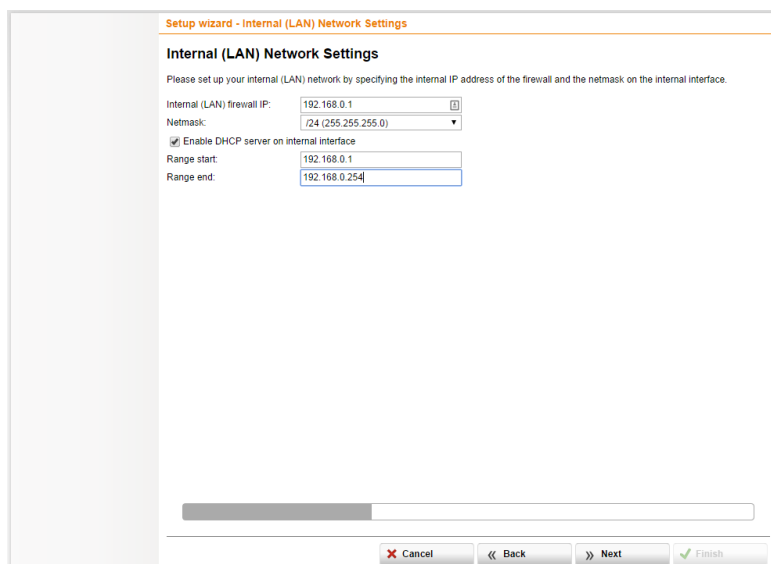 Setup wizard - Internal (LAN) Network Settings
Internal (LAN) Network Settings
Please set up your internal (LAN) network by specifying the internal IP address of the firewall and the netmask on the internal interface.
Internal (LAN) firewall IP: 192.168.0.1
Netmask: /24 (255.255.255.0)
Enable DHCP server on internal interface
Range start: 192.168.0.1
Range end: 192.168.0.254
Cancel Back Next Finish